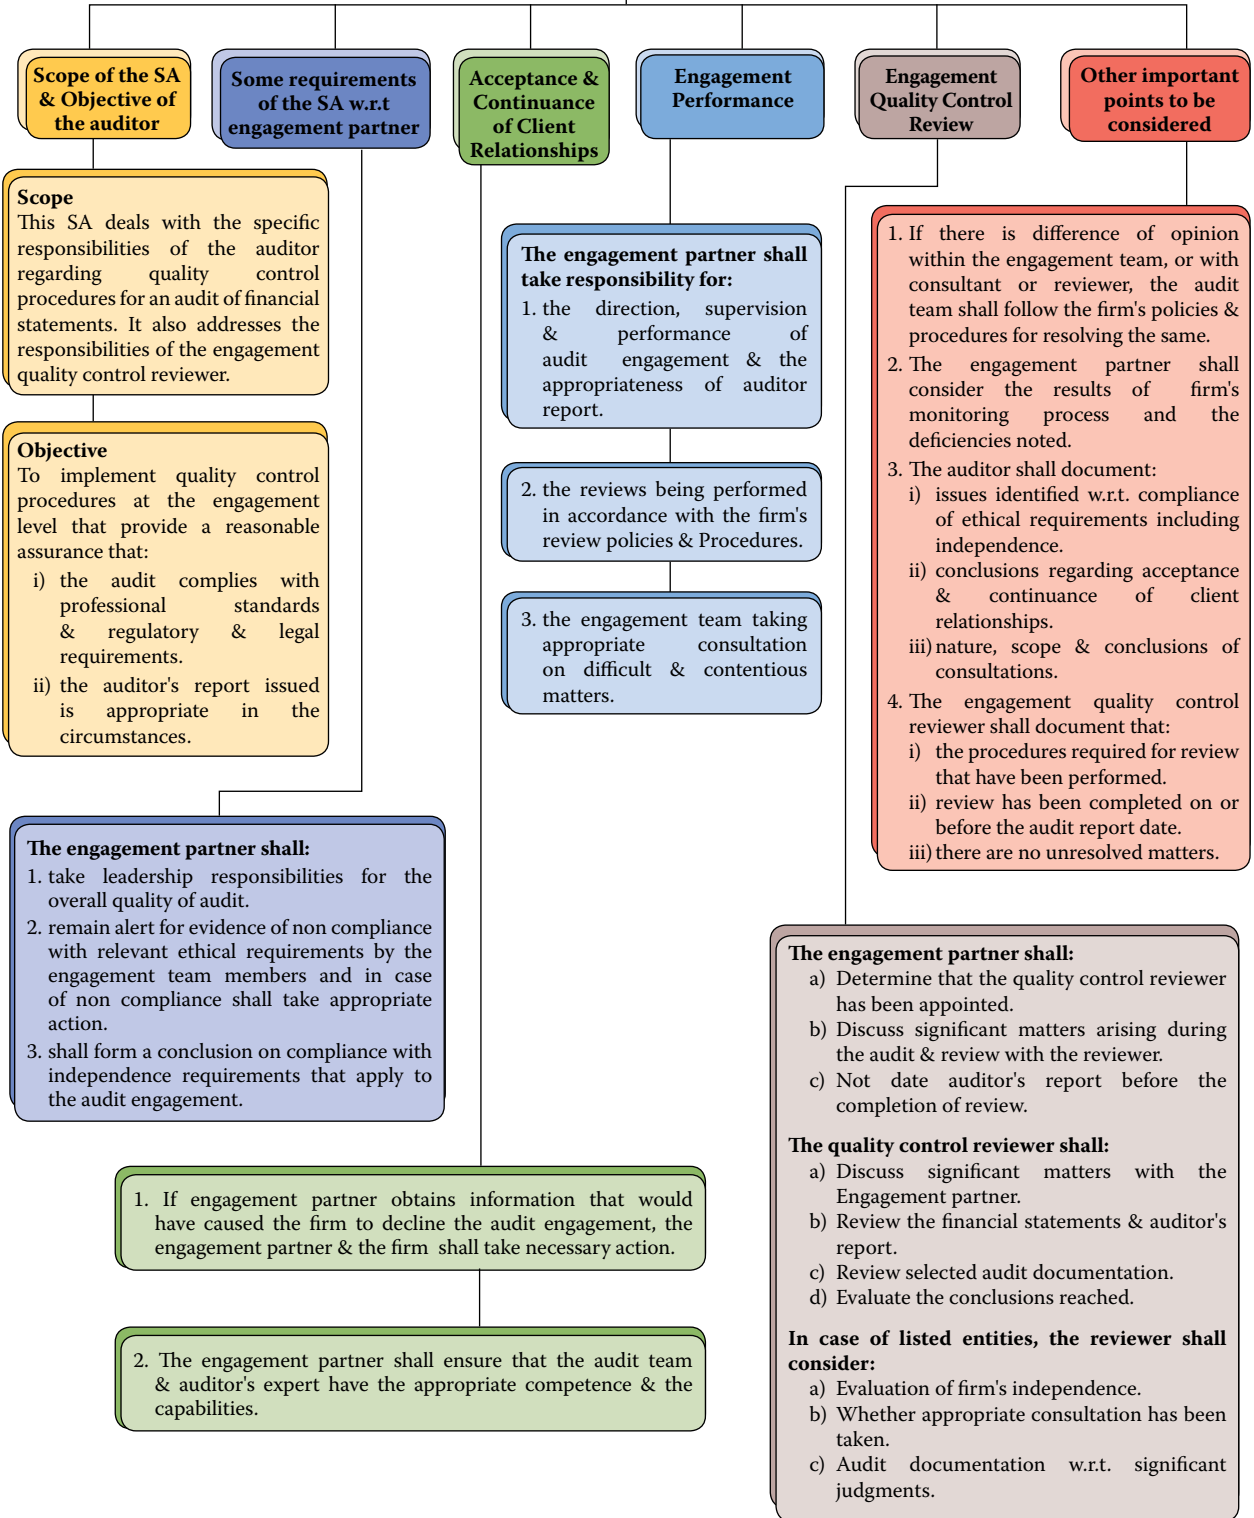 Scope of the SA
& Objective of
the auditor
Some requirements
of the SA w.r.t
engagement partner
Acceptance &
Continuance
of Client
Relationships
Engagement
Performance
Engagement
Quality Control
Review
Other important
points to be
considered
Scope
This SA deals with the specific
responsibilities of the auditor
regarding quality control
procedures for an audit of financial
statements. It also addresses the
responsibilities of the engagement
quality control reviewer.
Objective
To implement quality control
procedures at the engagement
level that provide a reasonable
assurance that:
i) the audit complies with
professional standards
& regulatory & legal
requirements.
ii) the auditor's report issued
is appropriate in the
circumstances.
The engagement partner shall:
1. take leadership responsibilities for the
overall quality of audit.
2. remain alert for evidence of non compliance
with relevant ethical requirements by the
engagement team members and in case
of non compliance shall take appropriate
action.
3. shall form a conclusion on compliance with
independence requirements that apply to
the audit engagement.
1. If engagement partner obtains information that would
have caused the firm to decline the audit engagement, the
engagement partner & the firm shall take necessary action.
2. The engagement partner shall ensure that the audit team
& auditor's expert have the appropriate competence & the
capabilities.
The engagement partner shall
take responsibility for:
1. the direction, supervision
& performance of
audit engagement & the
appropriateness of auditor
report.
2. the reviews being performed
in accordance with the firm's
review policies & Procedures.
3. the engagement team taking
appropriate consultation
on difficult & contentious
matters.
The engagement partner shall:
a) Determine that the quality control reviewer
has been appointed.
b) Discuss significant matters arising during
the audit & review with the reviewer.
c) Not date auditor's report before the
completion of review.
The quality control reviewer shall:
a) Discuss significant matters with the
Engagement partner.
b) Review the financial statements & auditor's
report.
c) Review selected audit documentation.
d) Evaluate the conclusions reached.
In case of listed entities, the reviewer shall
consider:
a) Evaluation of firm's independence.
b) Whether appropriate consultation has been
taken.
c) Audit documentation w.r.t. significant
judgments.
1. If there is difference of opinion
within the engagement team, or with
consultant or reviewer, the audit
team shall follow the firm's policies &
procedures for resolving the same.
2. The engagement partner shall
consider the results of firm's
monitoring process and the
deficiencies noted.
3. The auditor shall document:
i) issues identified w.r.t. compliance
of ethical requirements including
independence.
ii) conclusions regarding acceptance
& continuance of client
relationships.
iii) nature, scope & conclusions of
consultations.
4. The engagement quality control
reviewer shall document that:
i) the procedures required for review
that have been performed.
ii) review has been completed on or
before the audit report date.
iii) there are no unresolved matters.